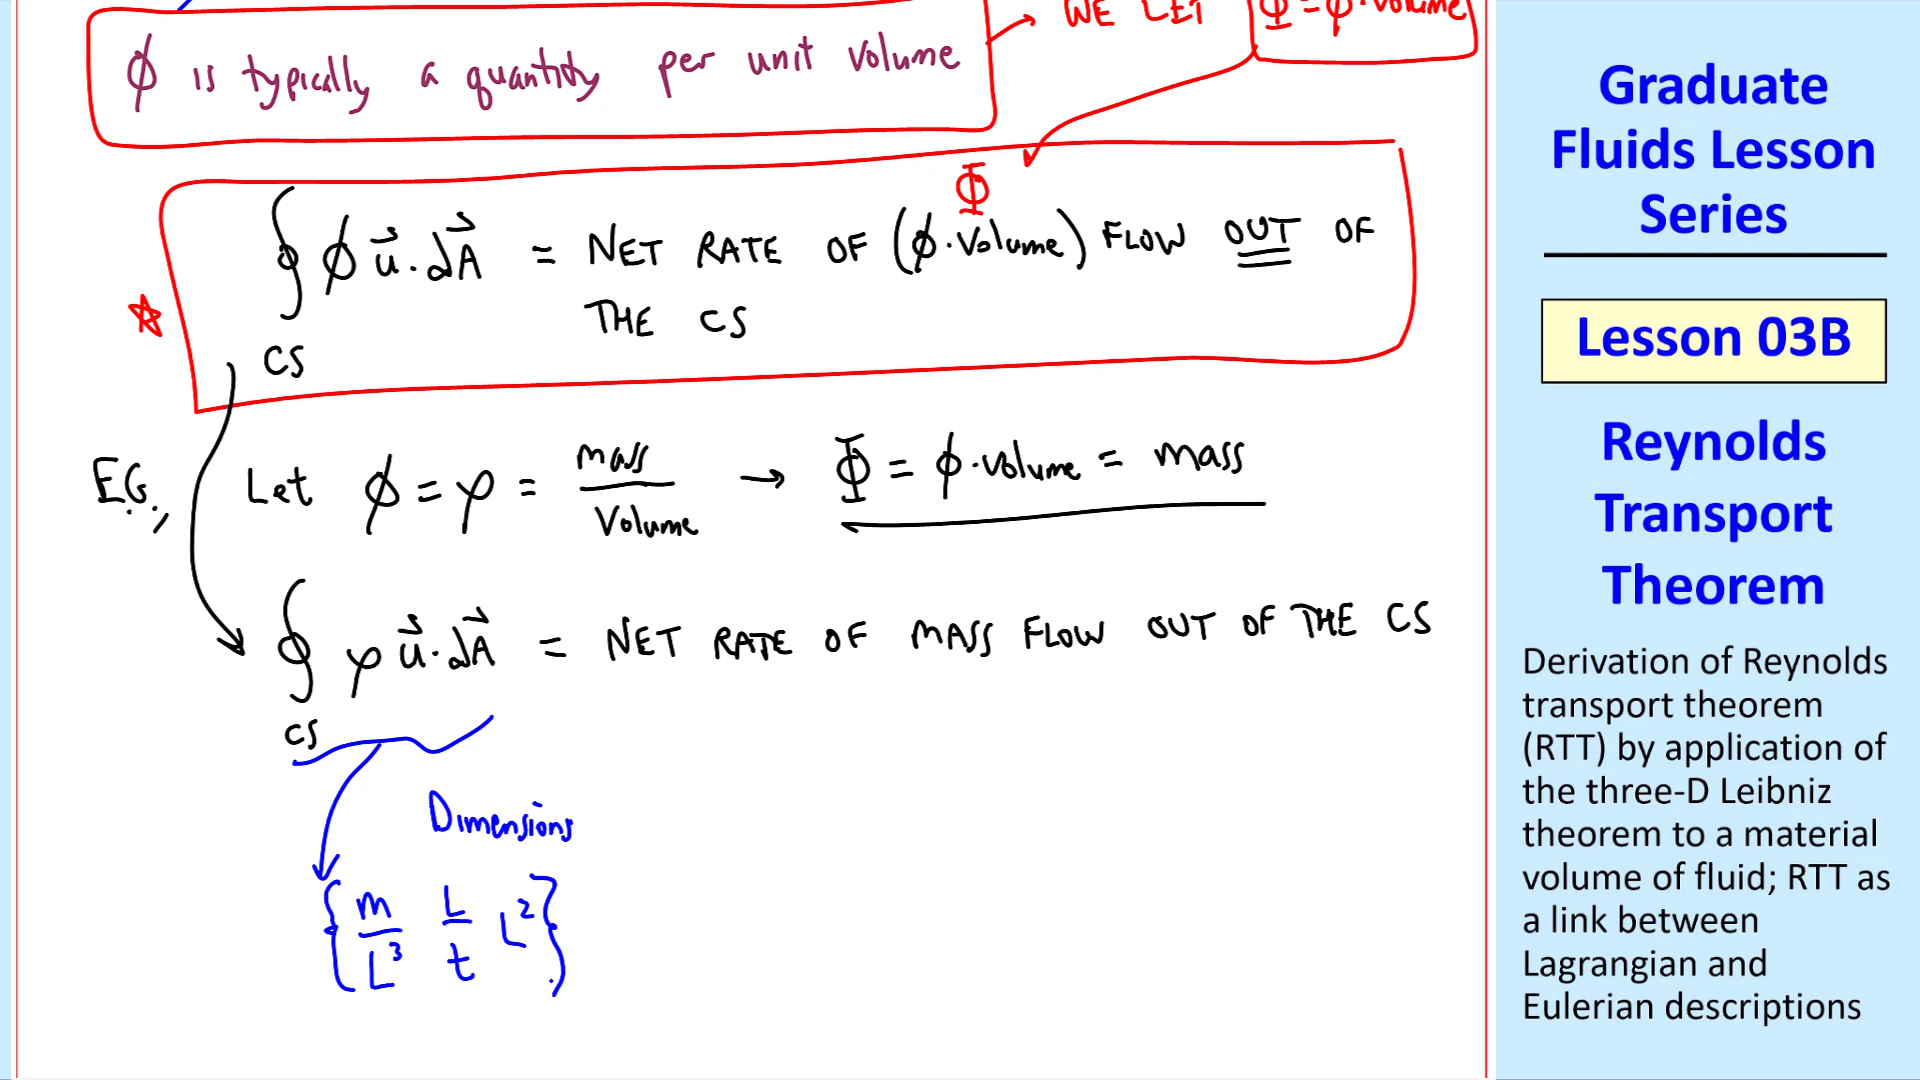 WE LET Φ = ϕ·Volume
ϕ is typically a quantity per unit volume
Φ
∮ ϕ u⃗·dA⃗ = NET RATE OF (ϕ·Volume) FLOW OUT OF
THE CS
CS
E.G., Let ϕ = ρ = mass/Volume → Φ = ϕ·volume = mass
∮ ρ u⃗·dA⃗ = NET RATE OF MASS FLOW OUT OF THE CS
CS
Dimensions
{m/L³ L/t L²}
Graduate
Fluids Lesson
Series
Lesson 03B
Reynolds
Transport
Theorem
Derivation of Reynolds
transport theorem
(RTT) by application of
the three-D Leibniz
theorem to a material
volume of fluid; RTT as
a link between
Lagrangian and
Eulerian descriptions